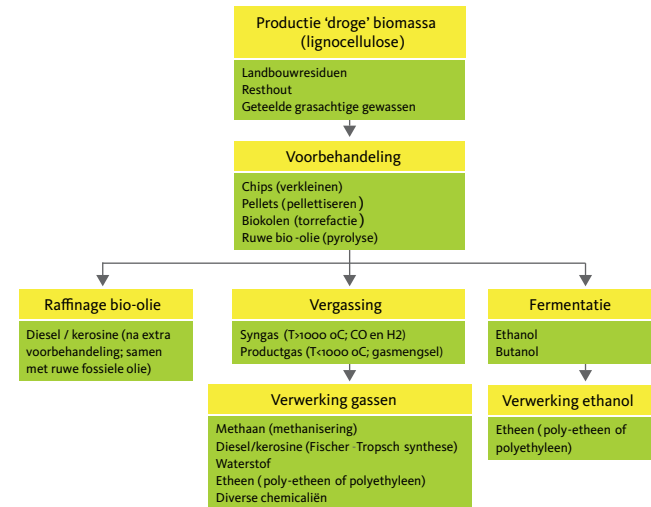 Productie ‘droge’ biomassa
(lignocellulose)
Landbouwresiduen
Resthout
Geteelde grasachtige gewassen
Voorbehandeling
Chips (verkleinen)
Pellets (pellettiseren)
Biokolen (torrefactie)
Ruwe bio -olie (pyrolyse)
Raffinage bio-olie
Diesel / kerosine (na extra
voorbehandeling; samen
met ruwe fossiele olie)
Vergassing
Syngas (T>1000 oC; CO en H2)
Productgas (T<1000 oC; gasmengsel)
Fermentatie
Ethanol
Butanol
Verwerking gassen
Methaan (methanisering)
Diesel/kerosine (Fischer -Tropsch synthese)
Waterstof
Etheen (poly-etheen of polyethyleen)
Diverse chemicaliën
Verwerking ethanol
Etheen (poly-etheen of
polyethyleen)